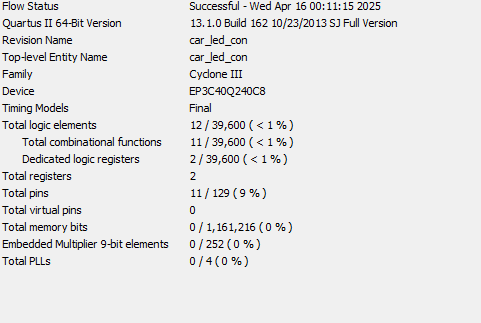 Flow Status Successful - Wed Apr 16 00:11:15 2025
Quartus II 64-Bit Version 13.1.0 Build 162 10/23/2013 SJ Full Version
Revision Name car_led_con
Top-level Entity Name car_led_con
Family Cyclone III
Device EP3C40Q240C8
Timing Models Final
Total logic elements 12 / 39,600 ( < 1 % )
Total combinational functions 11 / 39,600 ( < 1 % )
Dedicated logic registers 2 / 39,600 ( < 1 % )
Total registers 2
Total pins 11 / 129 ( 9 % )
Total virtual pins 0
Total memory bits 0 / 1,161,216 ( 0 % )
Embedded Multiplier 9-bit elements 0 / 252 ( 0 % )
Total PLLs 0 / 4 ( 0 % )